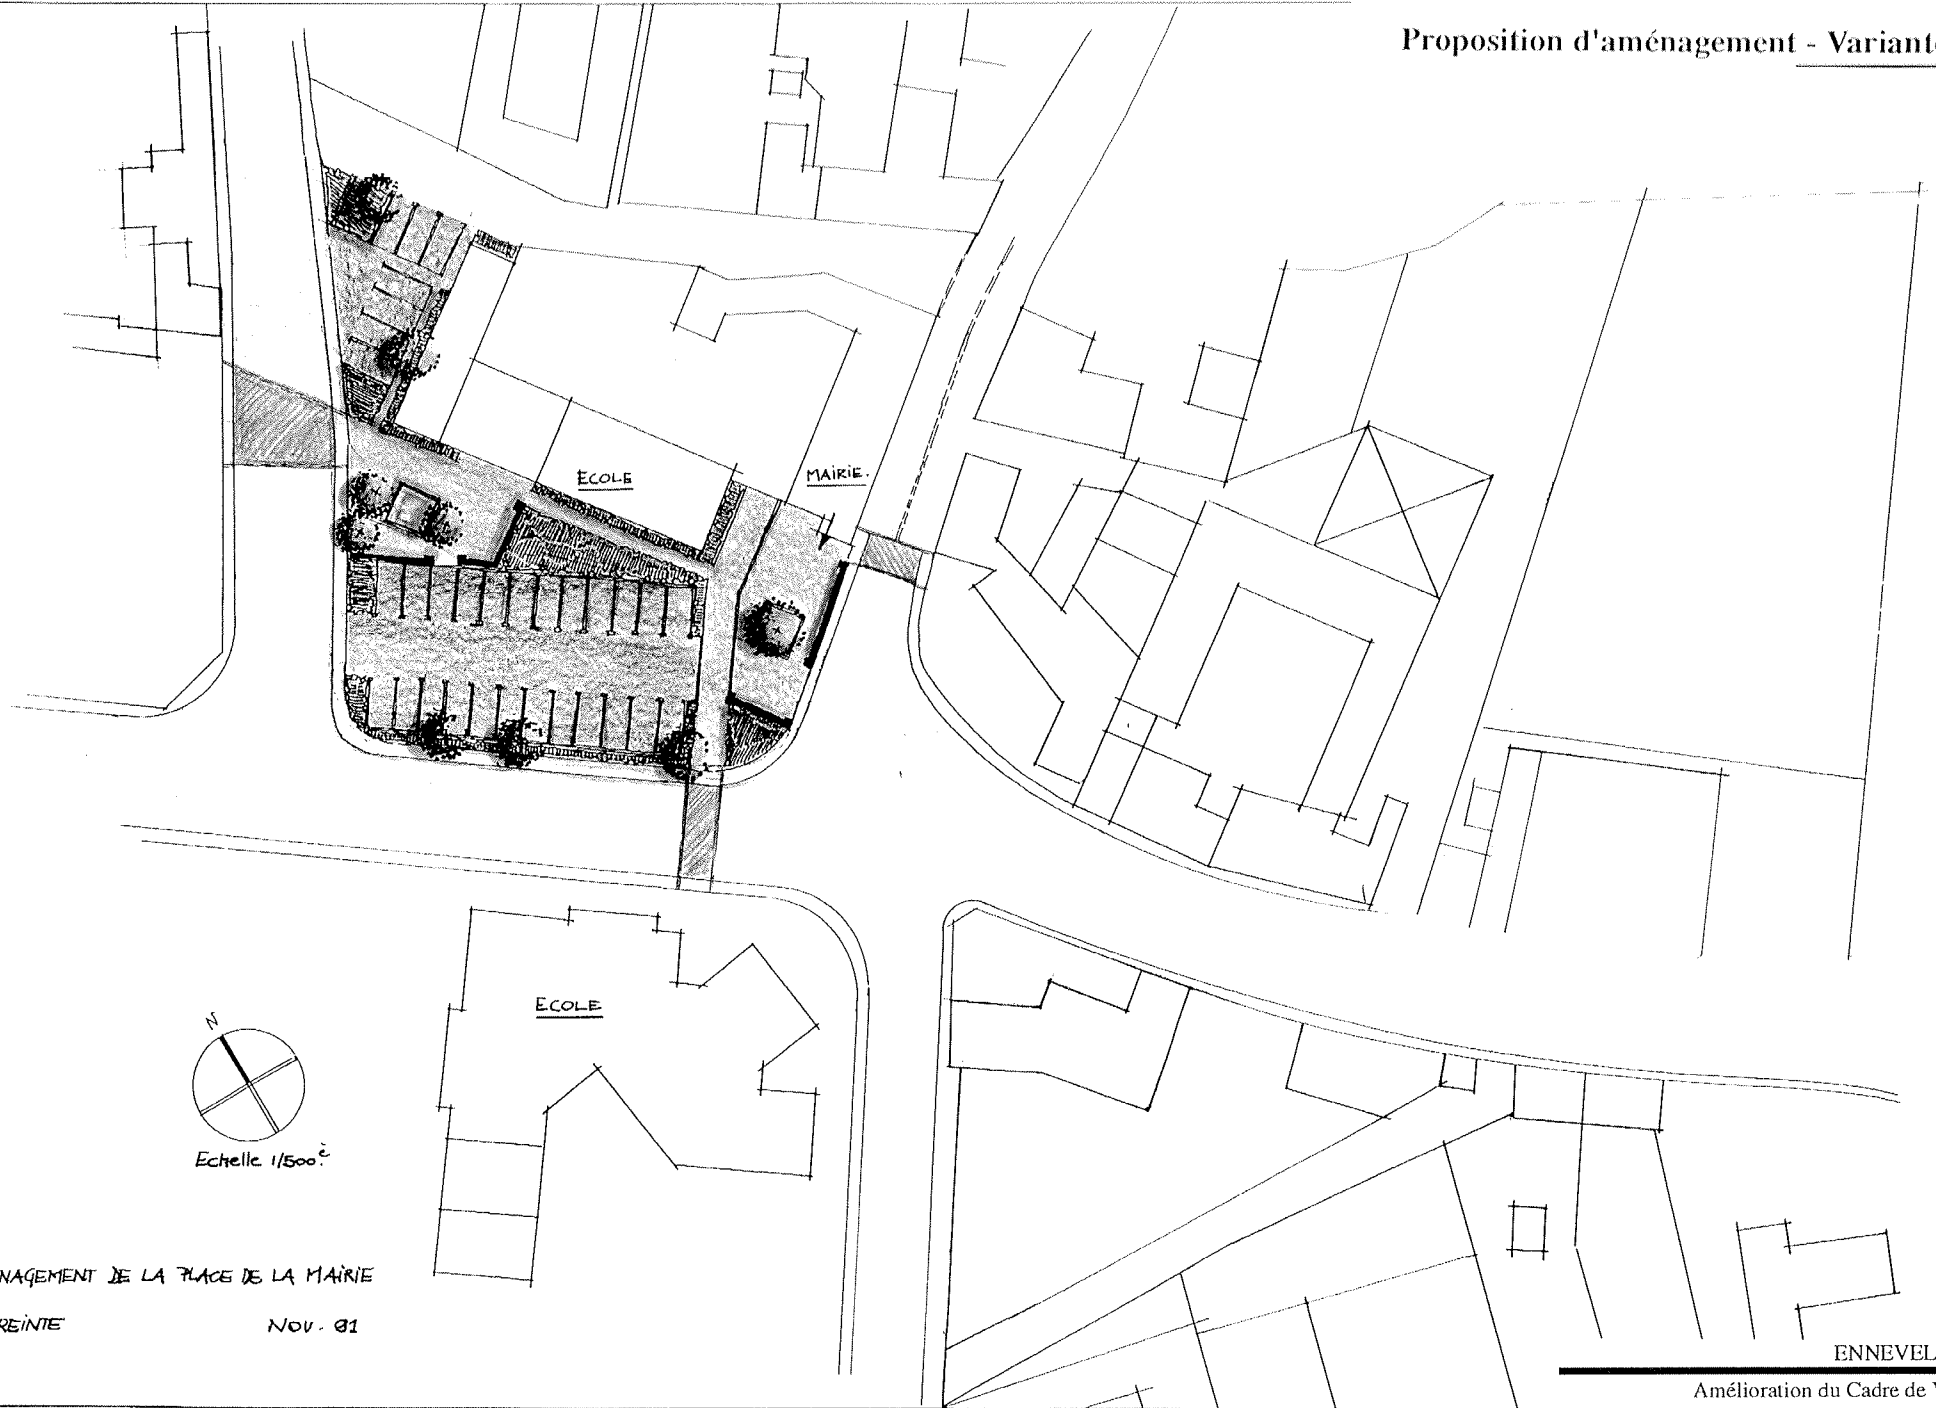 Proposition d'aménagement - Variant
ECOLE
MAIRIE.
ECOLE
N
Echelle 1/500è
NAGEMENT DE LA PLACE DE LA MAIRIE
REINTE NOV. 91
ENNEVEL
Amélioration du Cadre de V